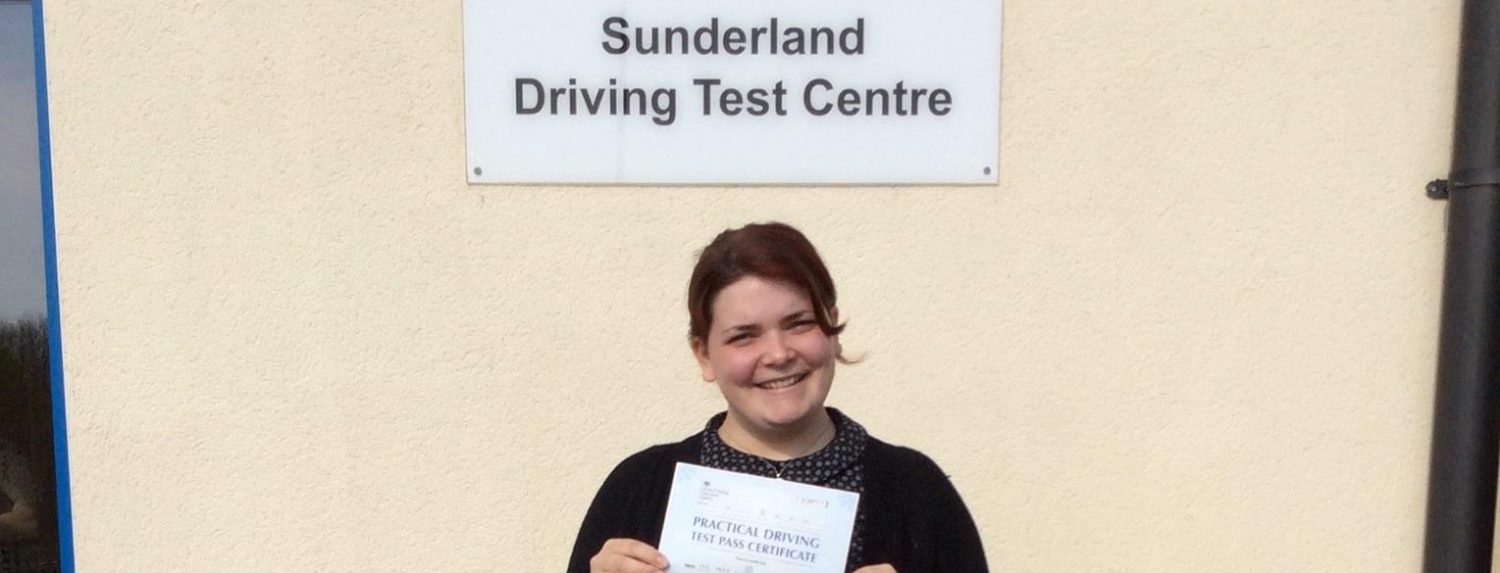 Sunderland
Driving Test Centre
PRACTICAL DRIVING
TEST PASS CERTIFICATE